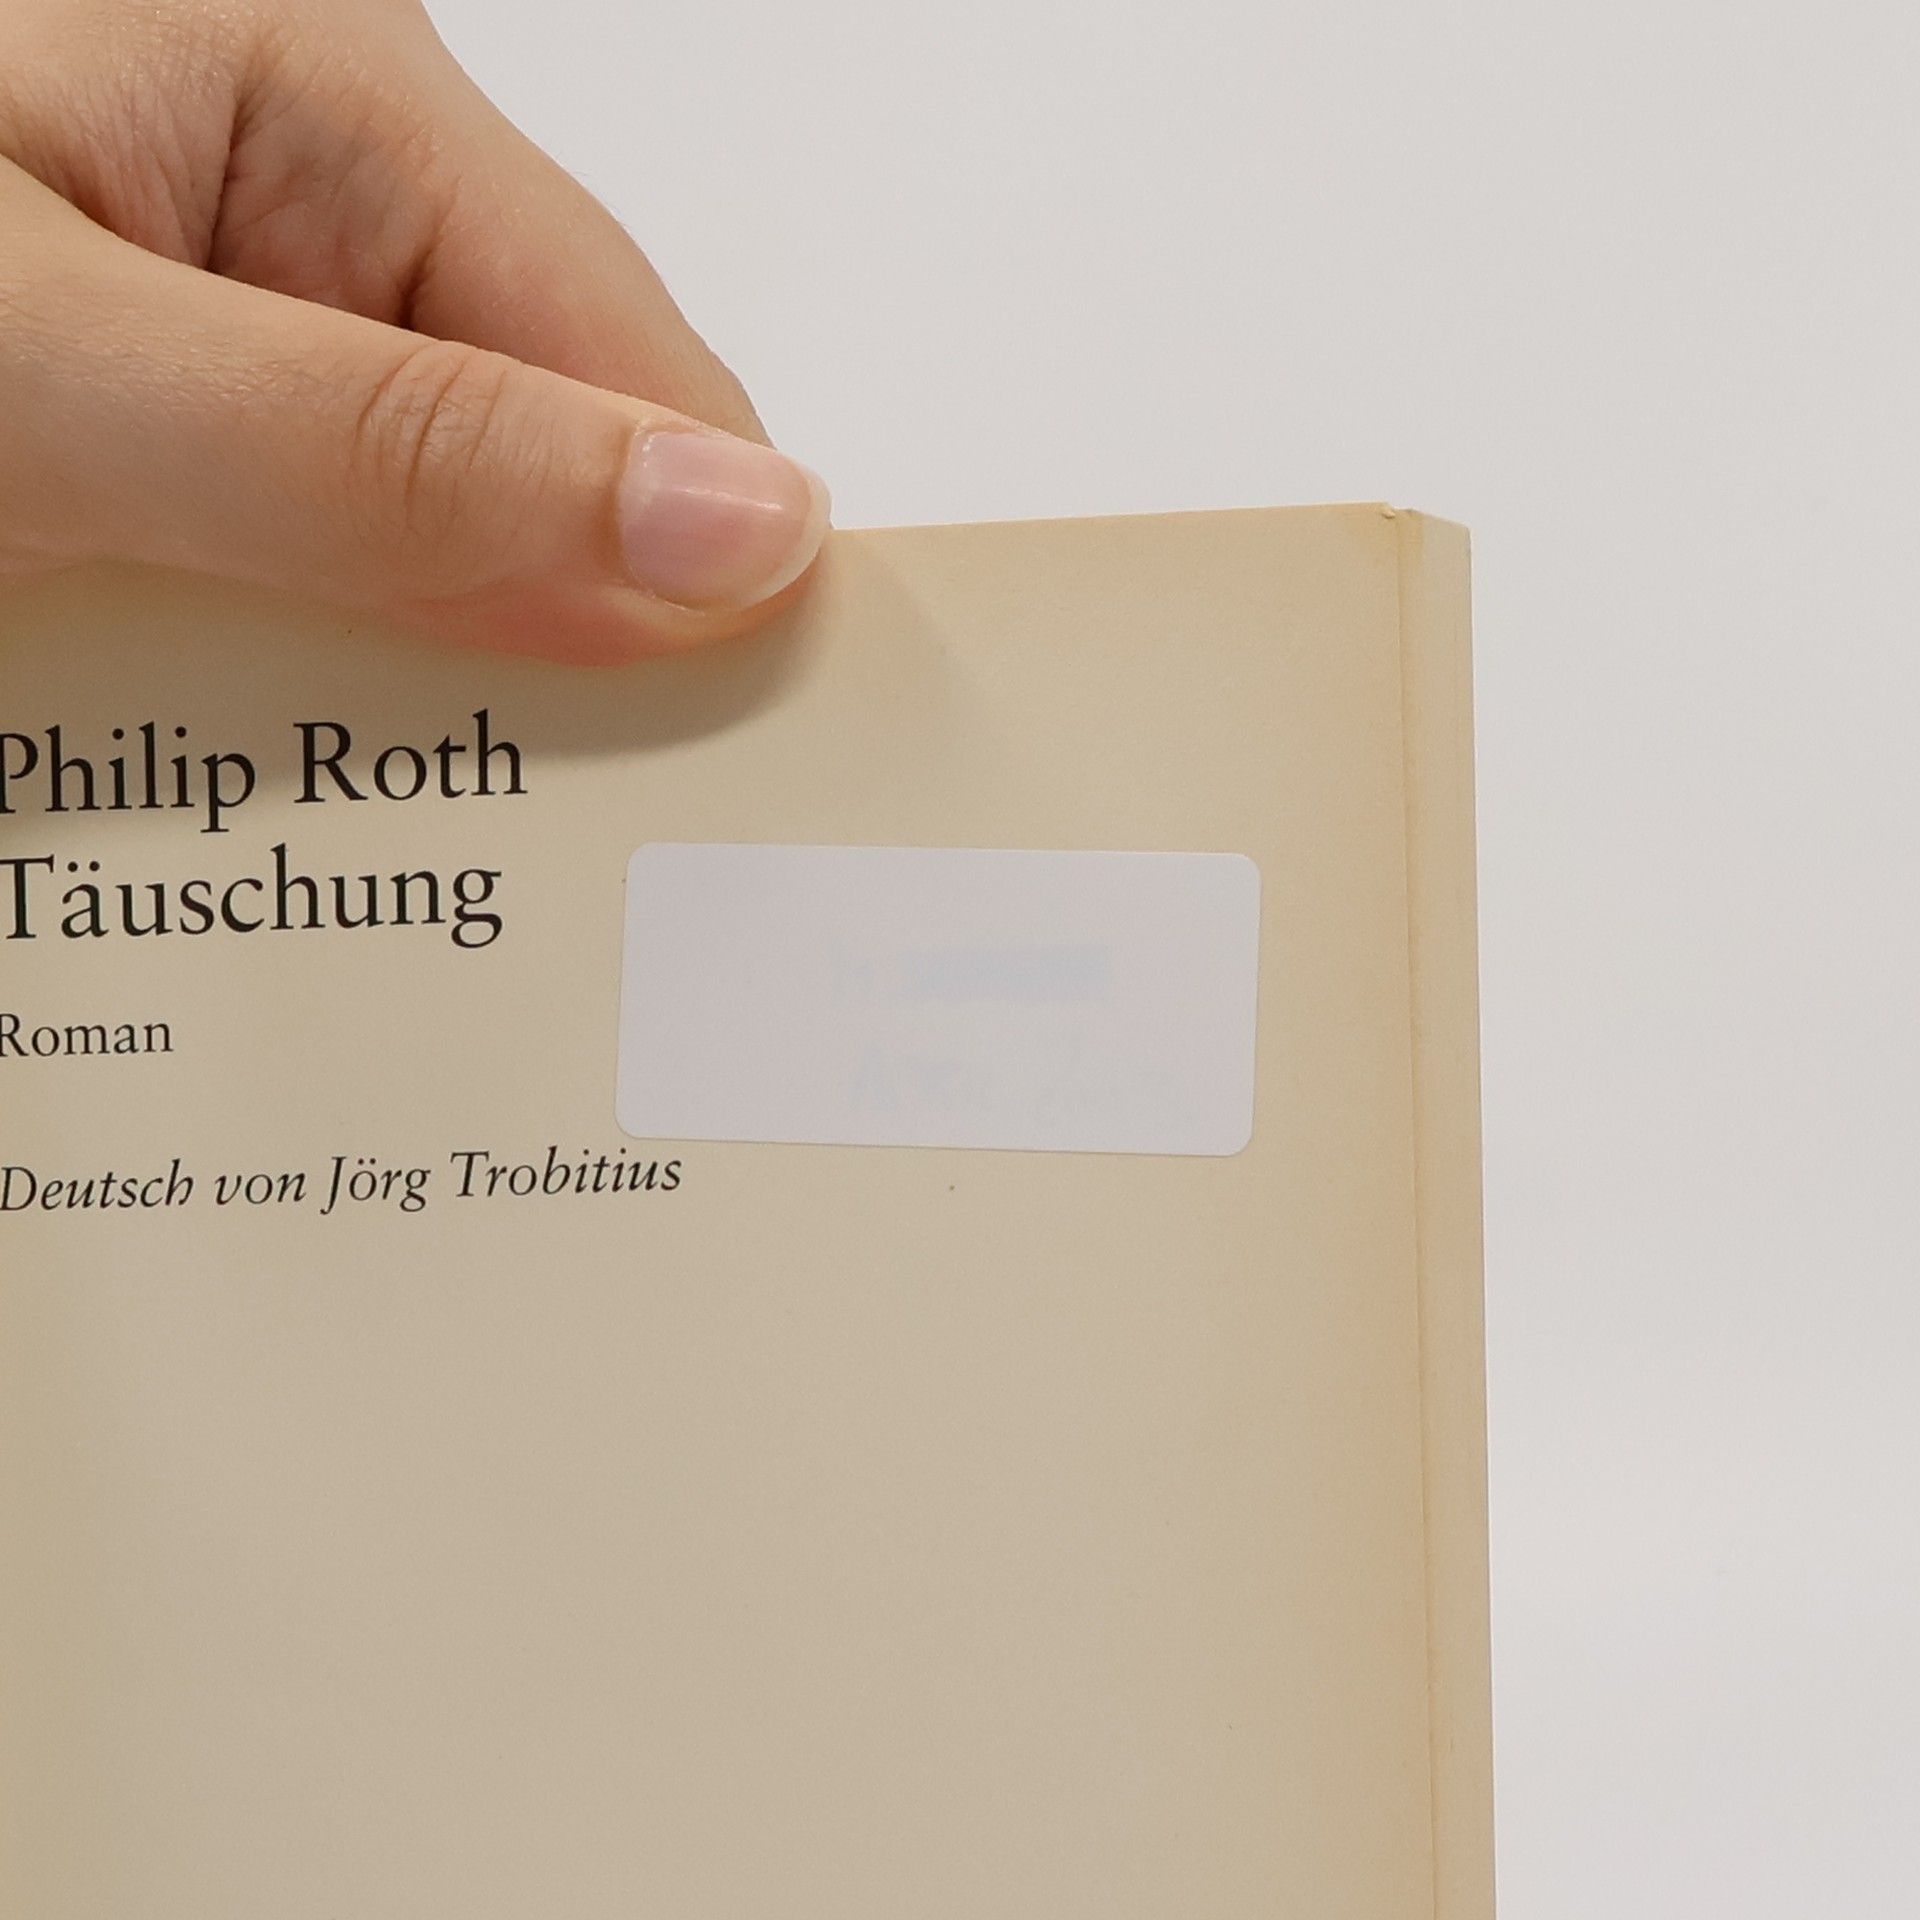 Philip Roth
Täuschung
Roman
Deutsch von Jörg Trobitius